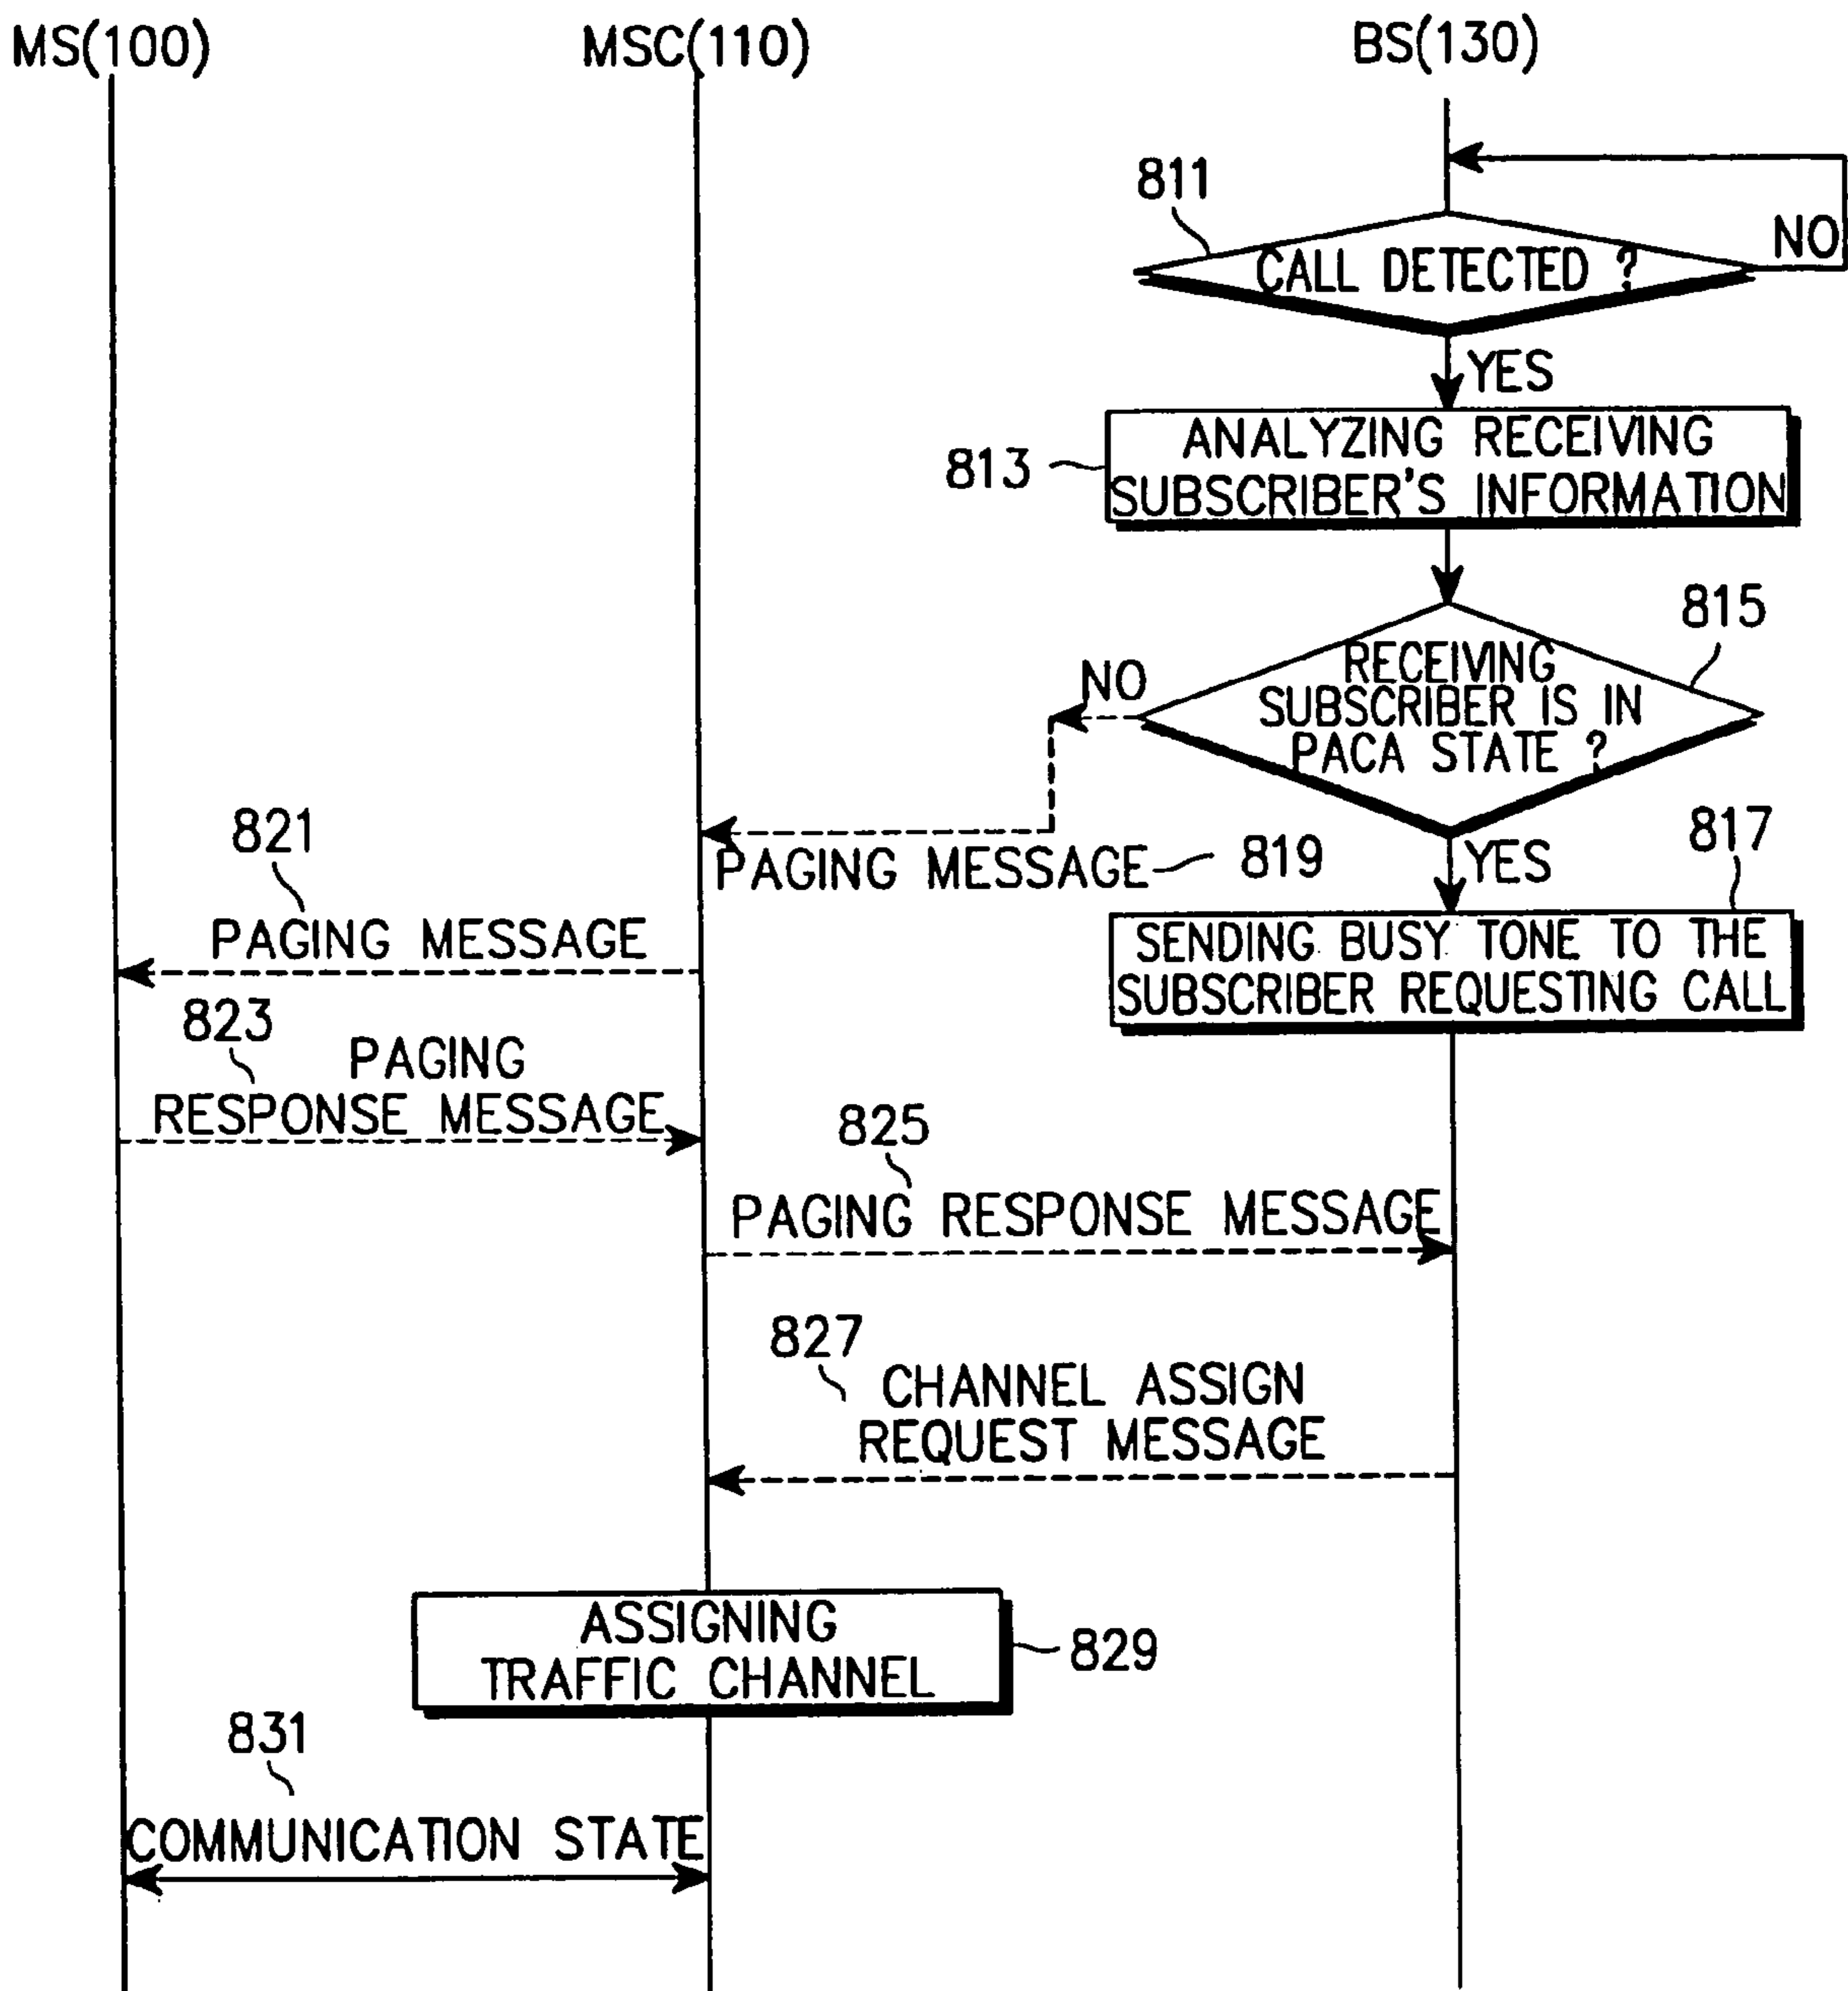 MS(100)
MSC(110)
BS(130)
811
NO
CALL DETECTED ?
YES
813
ANALYZING RECEIVING
SUBSCRIBER'S INFORMATION
815
RECEIVING
SUBSCRIBER IS IN
PACA STATE ?
NO
821
PAGING MESSAGE
819
YES
817
PAGING MESSAGE
SENDING BUSY TONE TO THE
SUBSCRIBER REQUESTING CALL
823
PAGING
RESPONSE MESSAGE
825
PAGING RESPONSE MESSAGE
827
CHANNEL ASSIGN
REQUEST MESSAGE
ASSIGNING
TRAFFIC CHANNEL
829
831
COMMUNICATION STATE